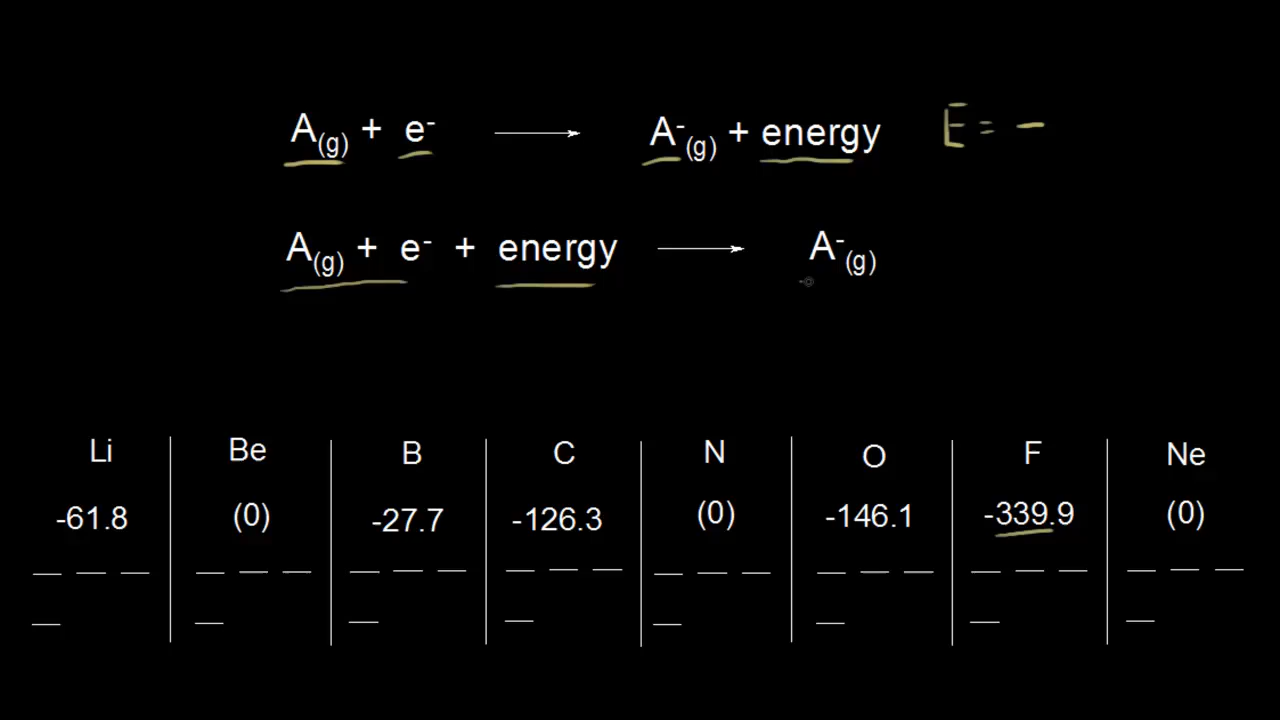 A(g) + e- → A-(g) + energy E = -
A(g) + e- + energy → A-(g)
Li Be B C N O F Ne
-61.8 (0) -27.7 -126.3 (0) -146.1 -339.9 (0)